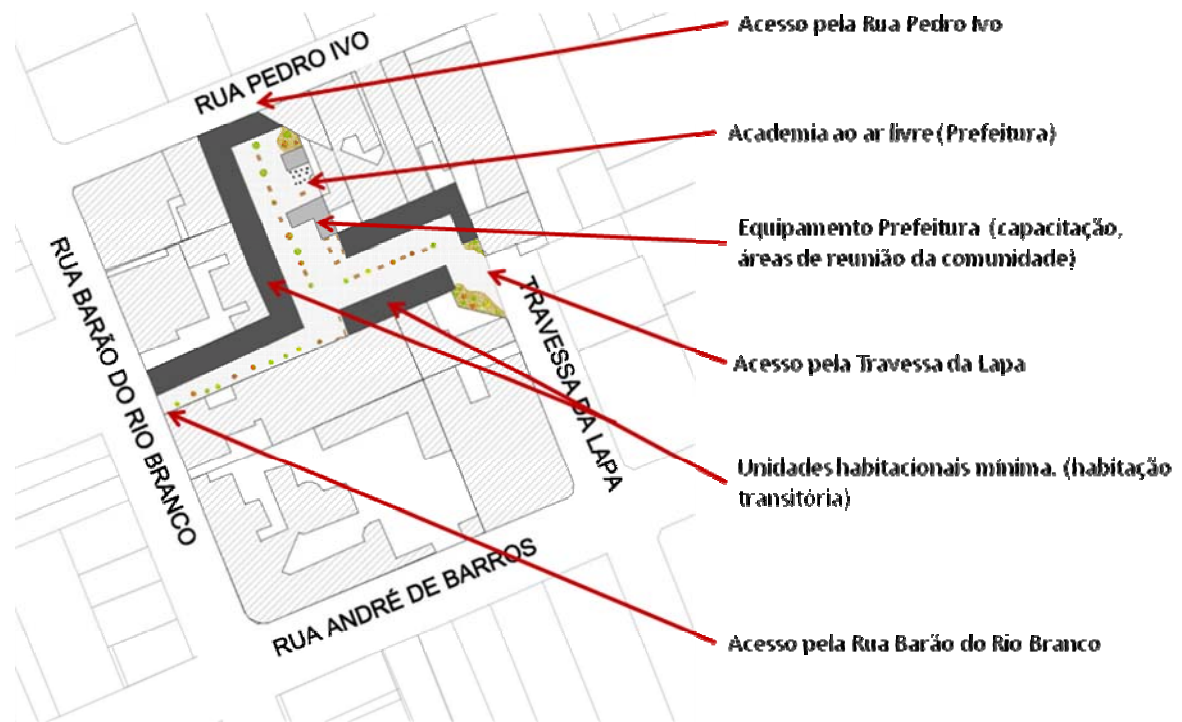 Acesso pela Rua Pedro Ivo
RUA PEDRO IVO
Academia ao ar livre (Prefeitura)
Equipamento Prefeitura (capacitação,
áreas de reunião da comunidade)
RUA BARÃO DO RIO BRANCO
TRAVESSA DA LAPA
Acesso pela Travessa da Lapa
Unidades habitacionais mínima. (habitação
transitória)
RUA ANDRÉ DE BARROS
Acesso pela Rua Barão do Rio Branco